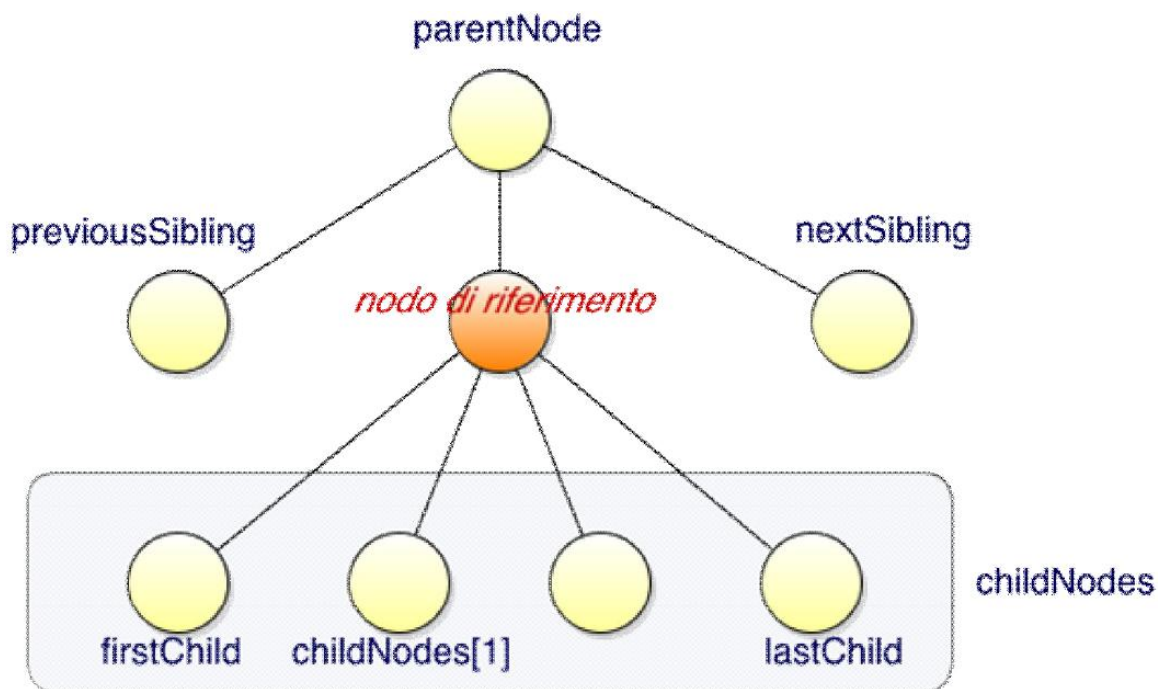 parentNode
previousSibling
nextSibling
nodo di riferimento
childNodes
firstChild
childNodes[1]
lastChild